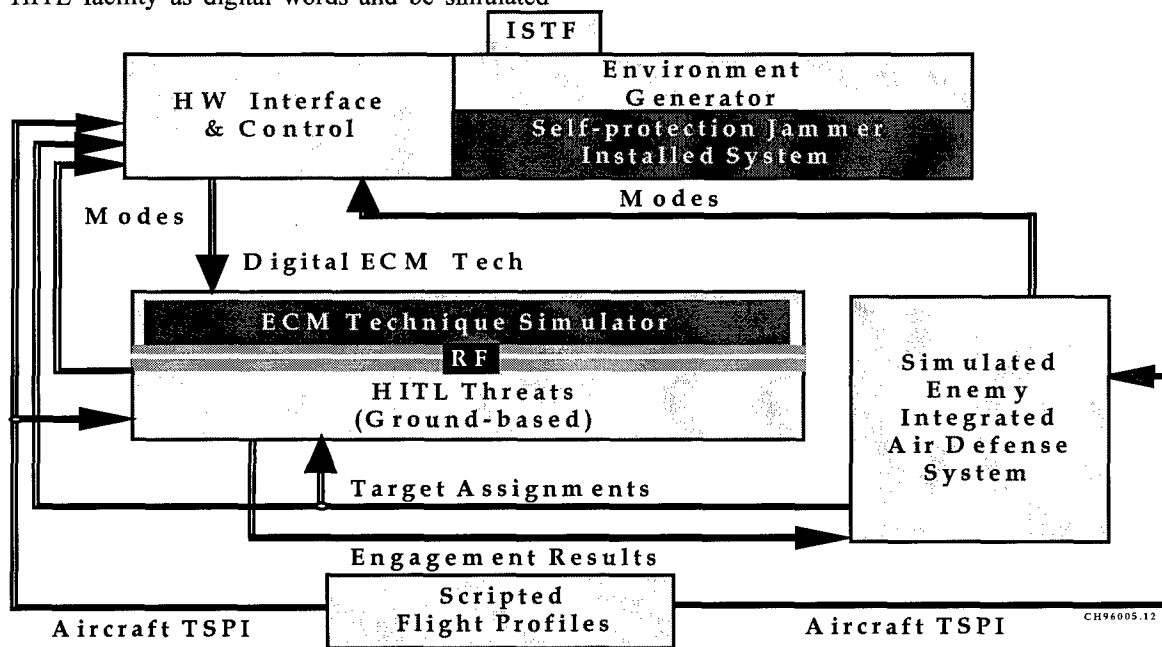 HITL facility as digital words and be simulated
ISTF
HW Interface
& Control
Environment
Generator
Self-protection Jammer
Installed System
Modes
Modes
Digital ECM Tech
ECM Technique Simulator
RF
HITL Threats
(Ground-based)
Simulated
Enemy
Integrated
Air Defense
System
Target Assignments
Engagement Results
Scripted
Flight Profiles
Aircraft TSPI
Aircraft TSPI
CH96005.12